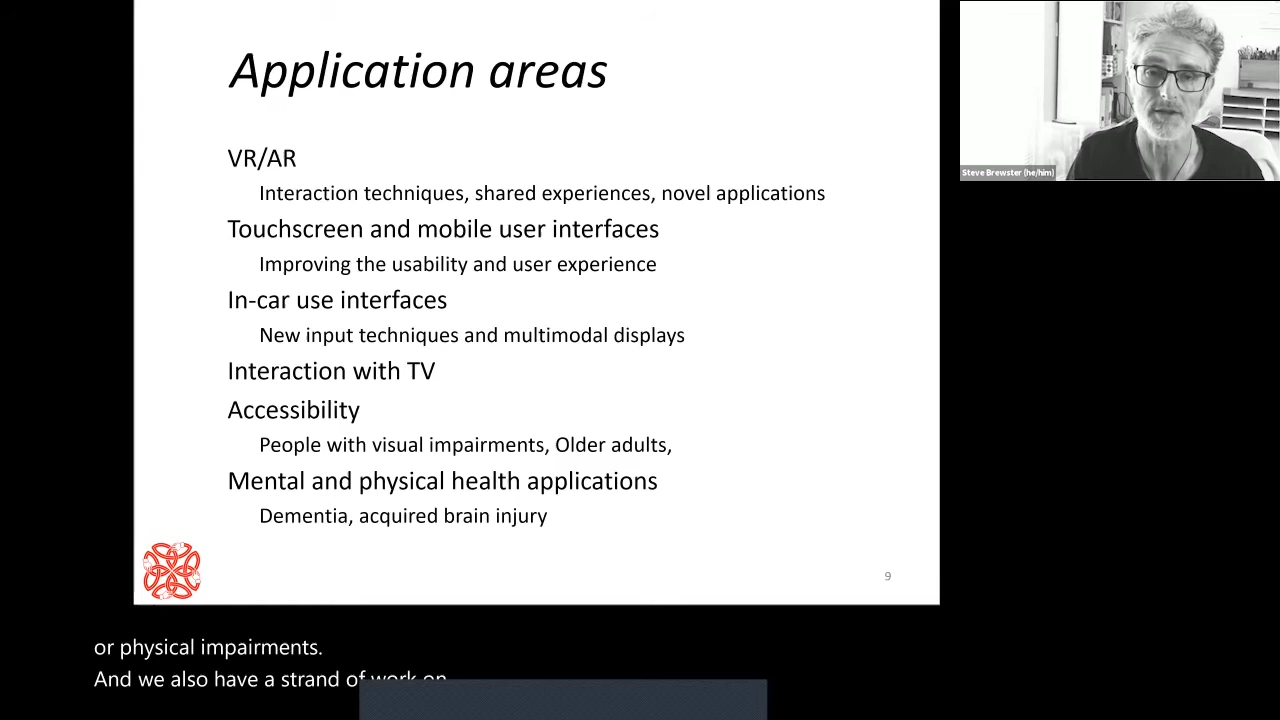 Application areas
VR/AR
Interaction techniques, shared experiences, novel applications
Touchscreen and mobile user interfaces
Improving the usability and user experience
In-car use interfaces
New input techniques and multimodal displays
Interaction with TV
Accessibility
People with visual impairments, Older adults,
Mental and physical health applications
Dementia, acquired brain injury
9
Steve Brewster (he/him)
or physical impairments.
And we also have a strand of work on